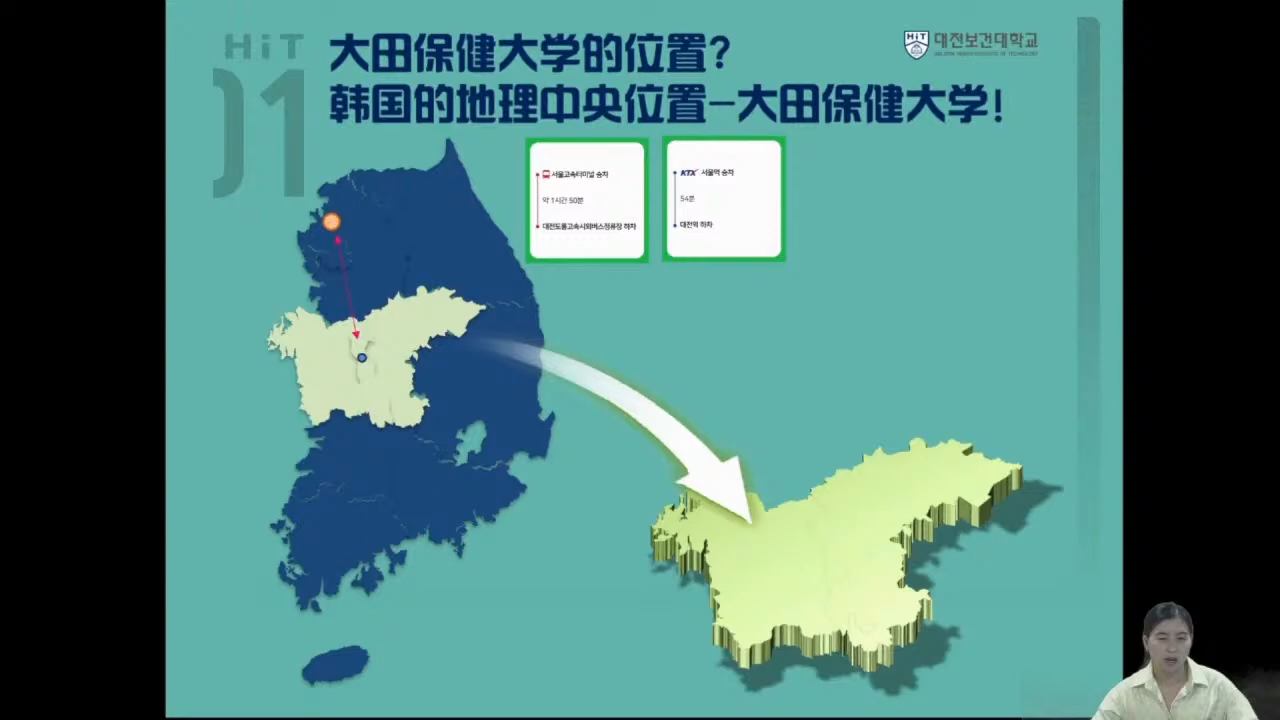 HiT
01
大田保健大学的位置?
韩国的地理中央位置-大田保健大学!
HiT 대전보건대학교
서울고속터미널 승차
약 1시간 50분
대전도룡고속시외버스정류장 하차
KTX 서울역 승차
54분
대전역 하차